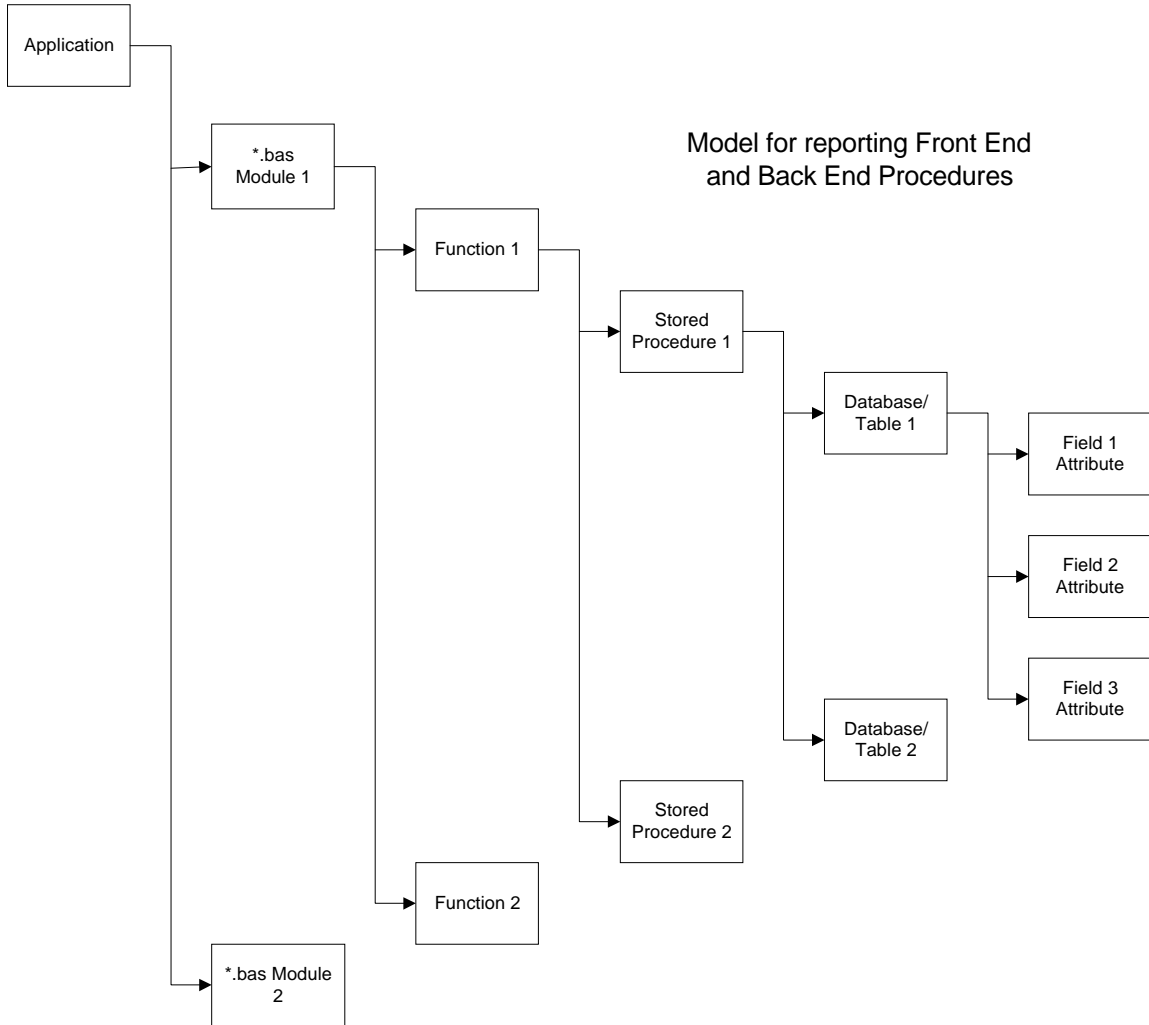 Application
*.bas
Module 1
Model for reporting Front End
and Back End Procedures
Function 1
Stored
Procedure 1
Database/
Table 1
Field 1
Attribute
Field 2
Attribute
Field 3
Attribute
Database/
Table 2
Stored
Procedure 2
Function 2
*.bas Module
2